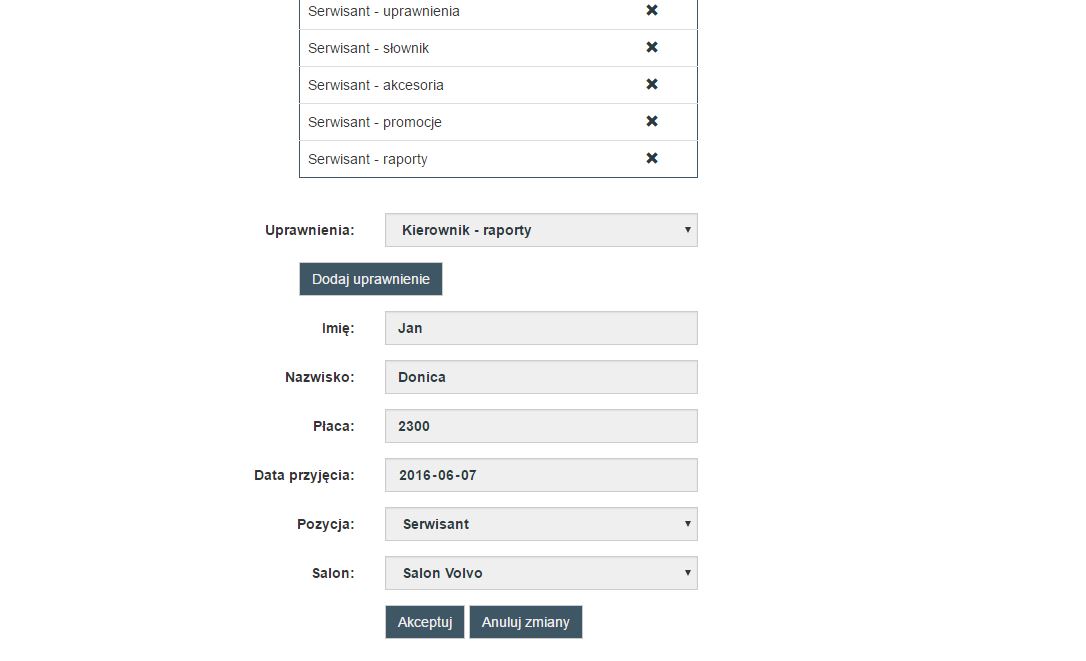 Serwisant - uprawnienia ✖
Serwisant - słownik ✖
Serwisant - akcesoria ✖
Serwisant - promocje ✖
Serwisant - raporty ✖
Uprawnienia: Kierownik - raporty
Dodaj uprawnienie
Imię: Jan
Nazwisko: Donica
Płaca: 2300
Data przyjęcia: 2016-06-07
Pozycja: Serwisant
Salon: Salon Volvo
Akceptuj Anuluj zmiany